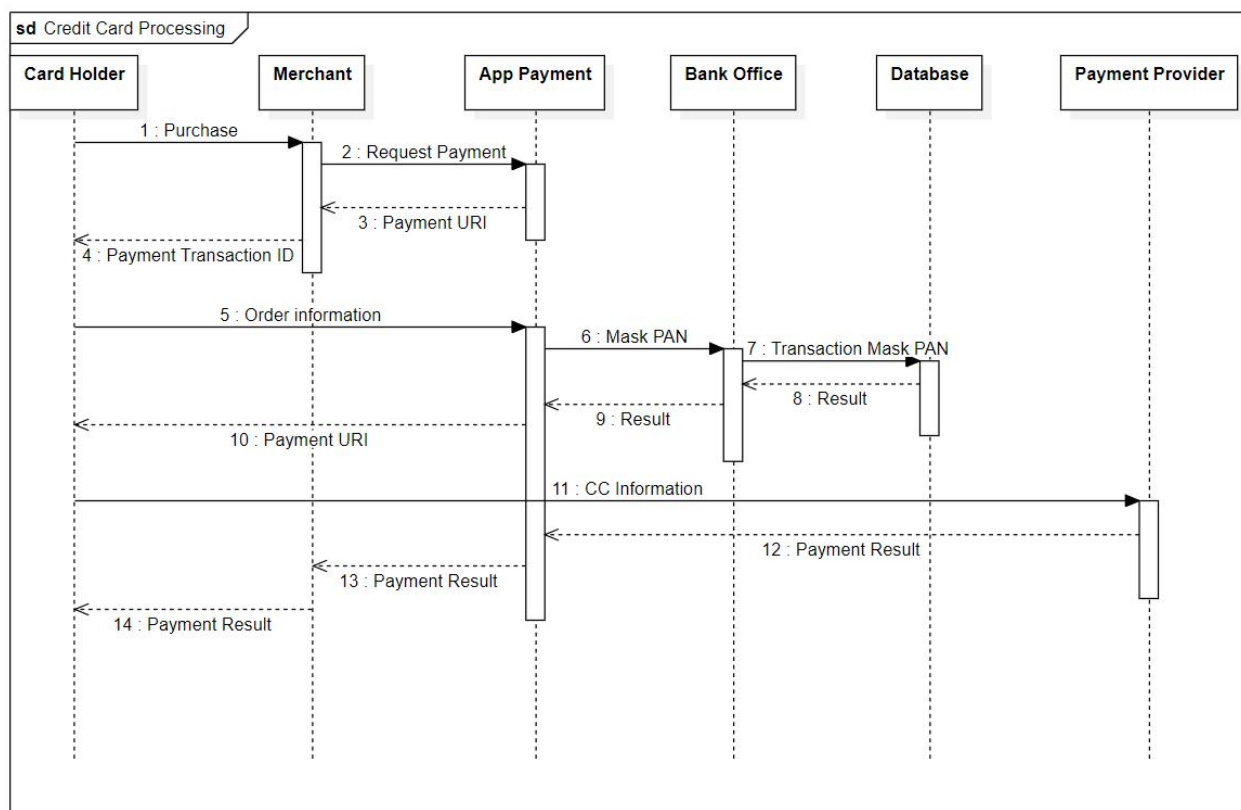 sd Credit Card Processing
Card Holder
Merchant
App Payment
Bank Office
Database
Payment Provider
1 : Purchase
2 : Request Payment
3 : Payment URI
4 : Payment Transaction ID
5 : Order information
6 : Mask PAN
7 : Transaction Mask PAN
8 : Result
9 : Result
10 : Payment URI
11 : CC Information
12 : Payment Result
13 : Payment Result
14 : Payment Result